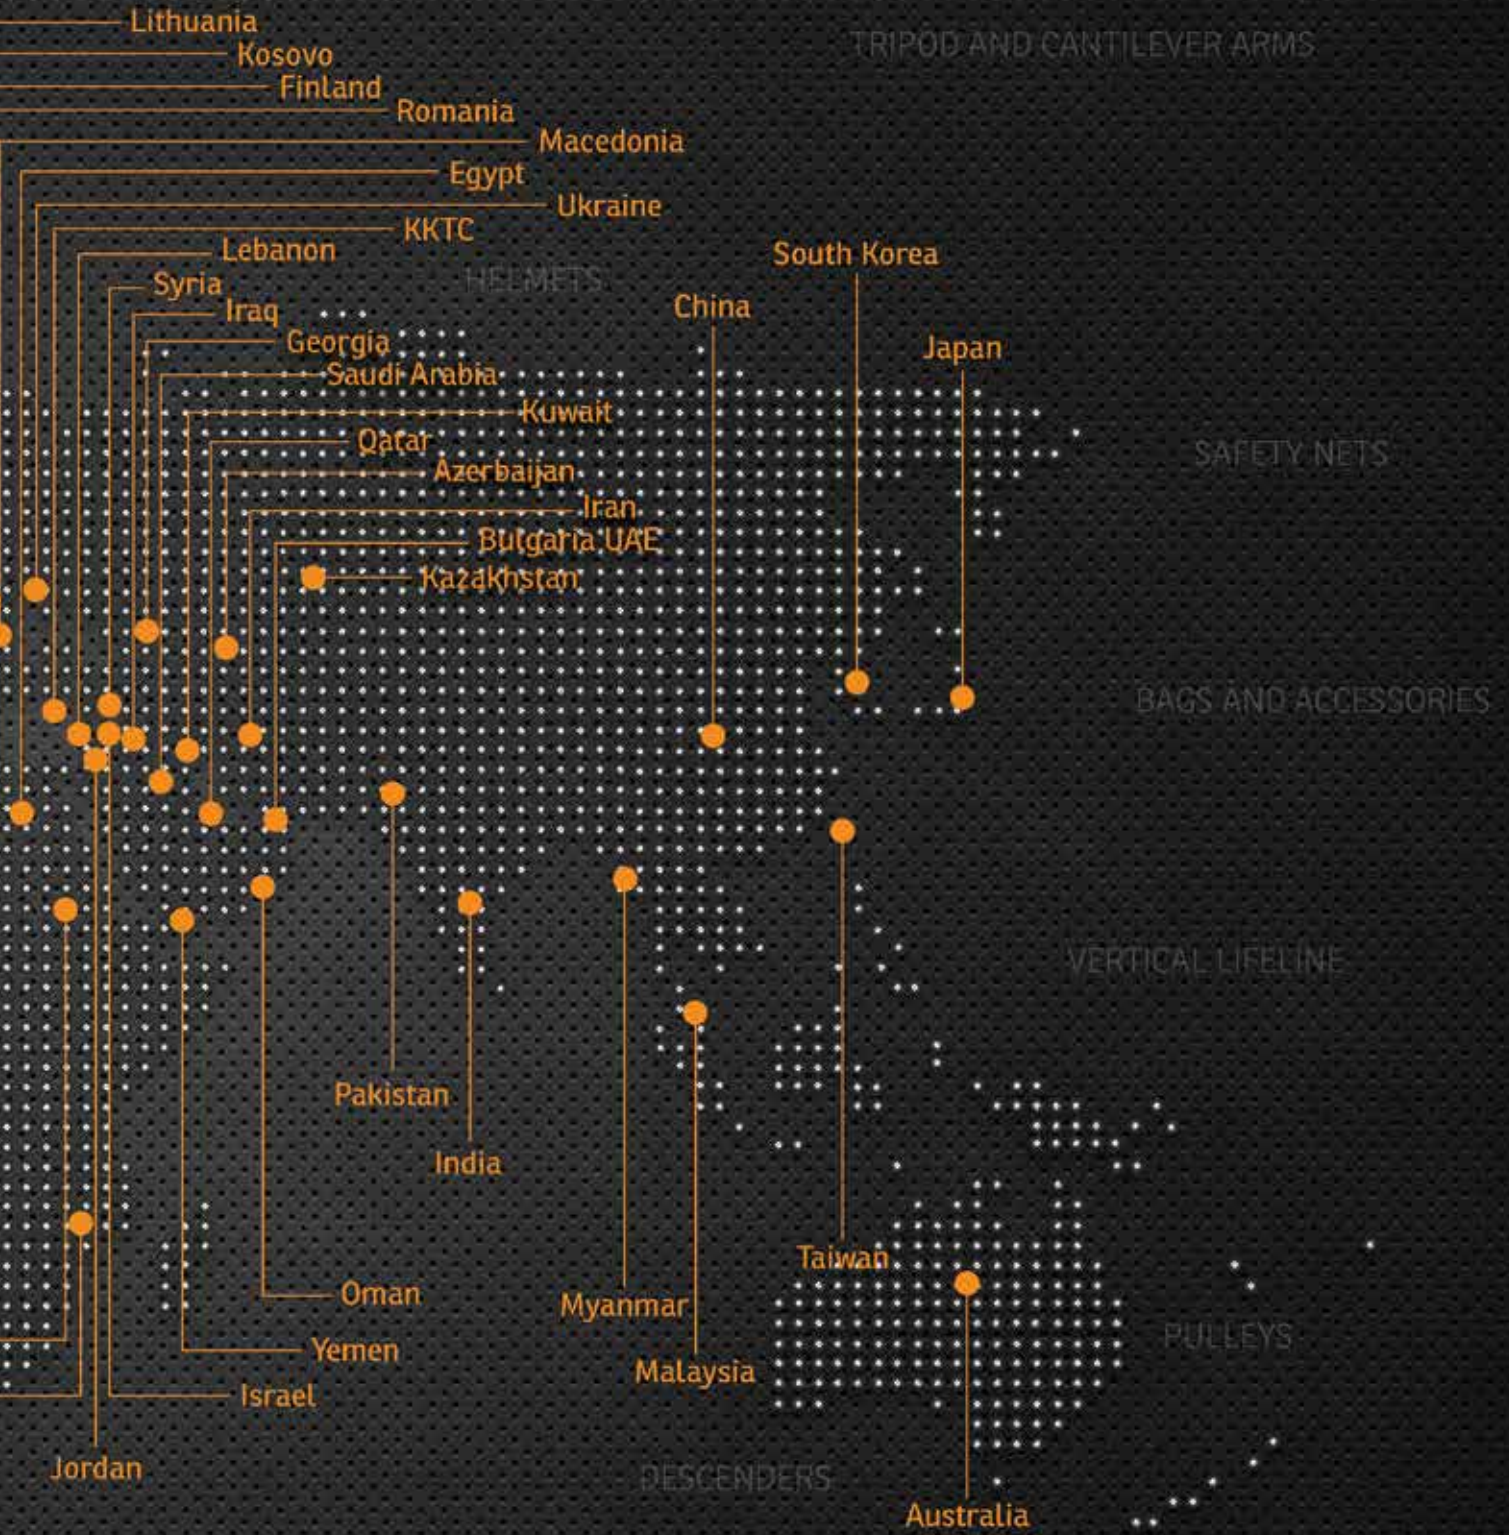 Lithuania
TRIPOD AND CANTILEVER ARMS
Kosovo
Finland
Romania
Macedonia
Egypt
Ukraine
KKTC
Lebanon
South Korea
HELMETS
Syria
China
Iraq
Georgia
Japan
Saudi Arabia
Kuwait
Qatar
SAFETY NETS
Azerbaijan
Iran
Bulgaria UAE
Kazakhstan
BAGS AND ACCESSORIES
VERTICAL LIFELINE
Pakistan
India
Taiwan
Oman
Myanmar
PULLEYS
Yemen
Malaysia
Israel
Jordan
DESCENDERS
Australia